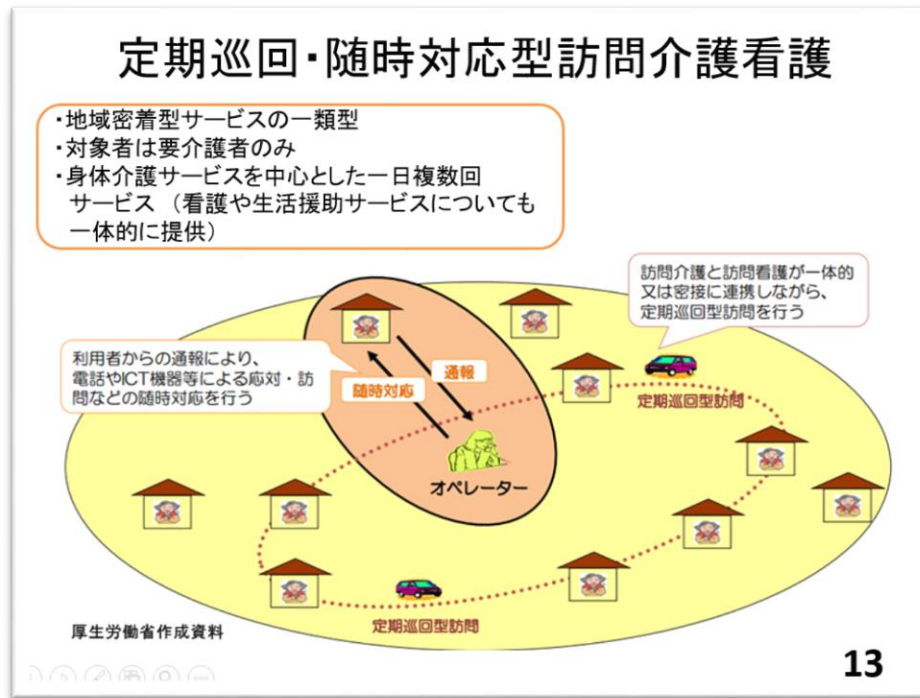 定期巡回・随時対応型訪問介護看護
・地域密着型サービスの一類型
・対象者は要介護者のみ
・身体介護サービスを中心とした一日複数回
サービス （看護や生活援助サービスについても
一体的に提供）
訪問介護と訪問看護が一体的
又は密接に連携しながら、
定期巡回型訪問を行う
利用者からの通報により、
電話やICT機器等による応対・訪
問などの随時対応を行う
通報
随時対応
定期巡回型訪問
オペレーター
定期巡回型訪問
厚生労働省作成資料
13